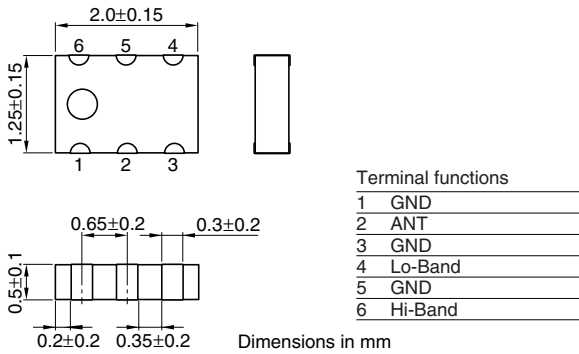 2.0±0.15
6 5 4
1.25±0.15
1 2 3
0.65±0.2
0.3±0.2
0.5±0.1
0.2±0.2
0.35±0.2
Dimensions in mm
Terminal functions
1 GND
2 ANT
3 GND
4 Lo-Band
5 GND
6 Hi-Band